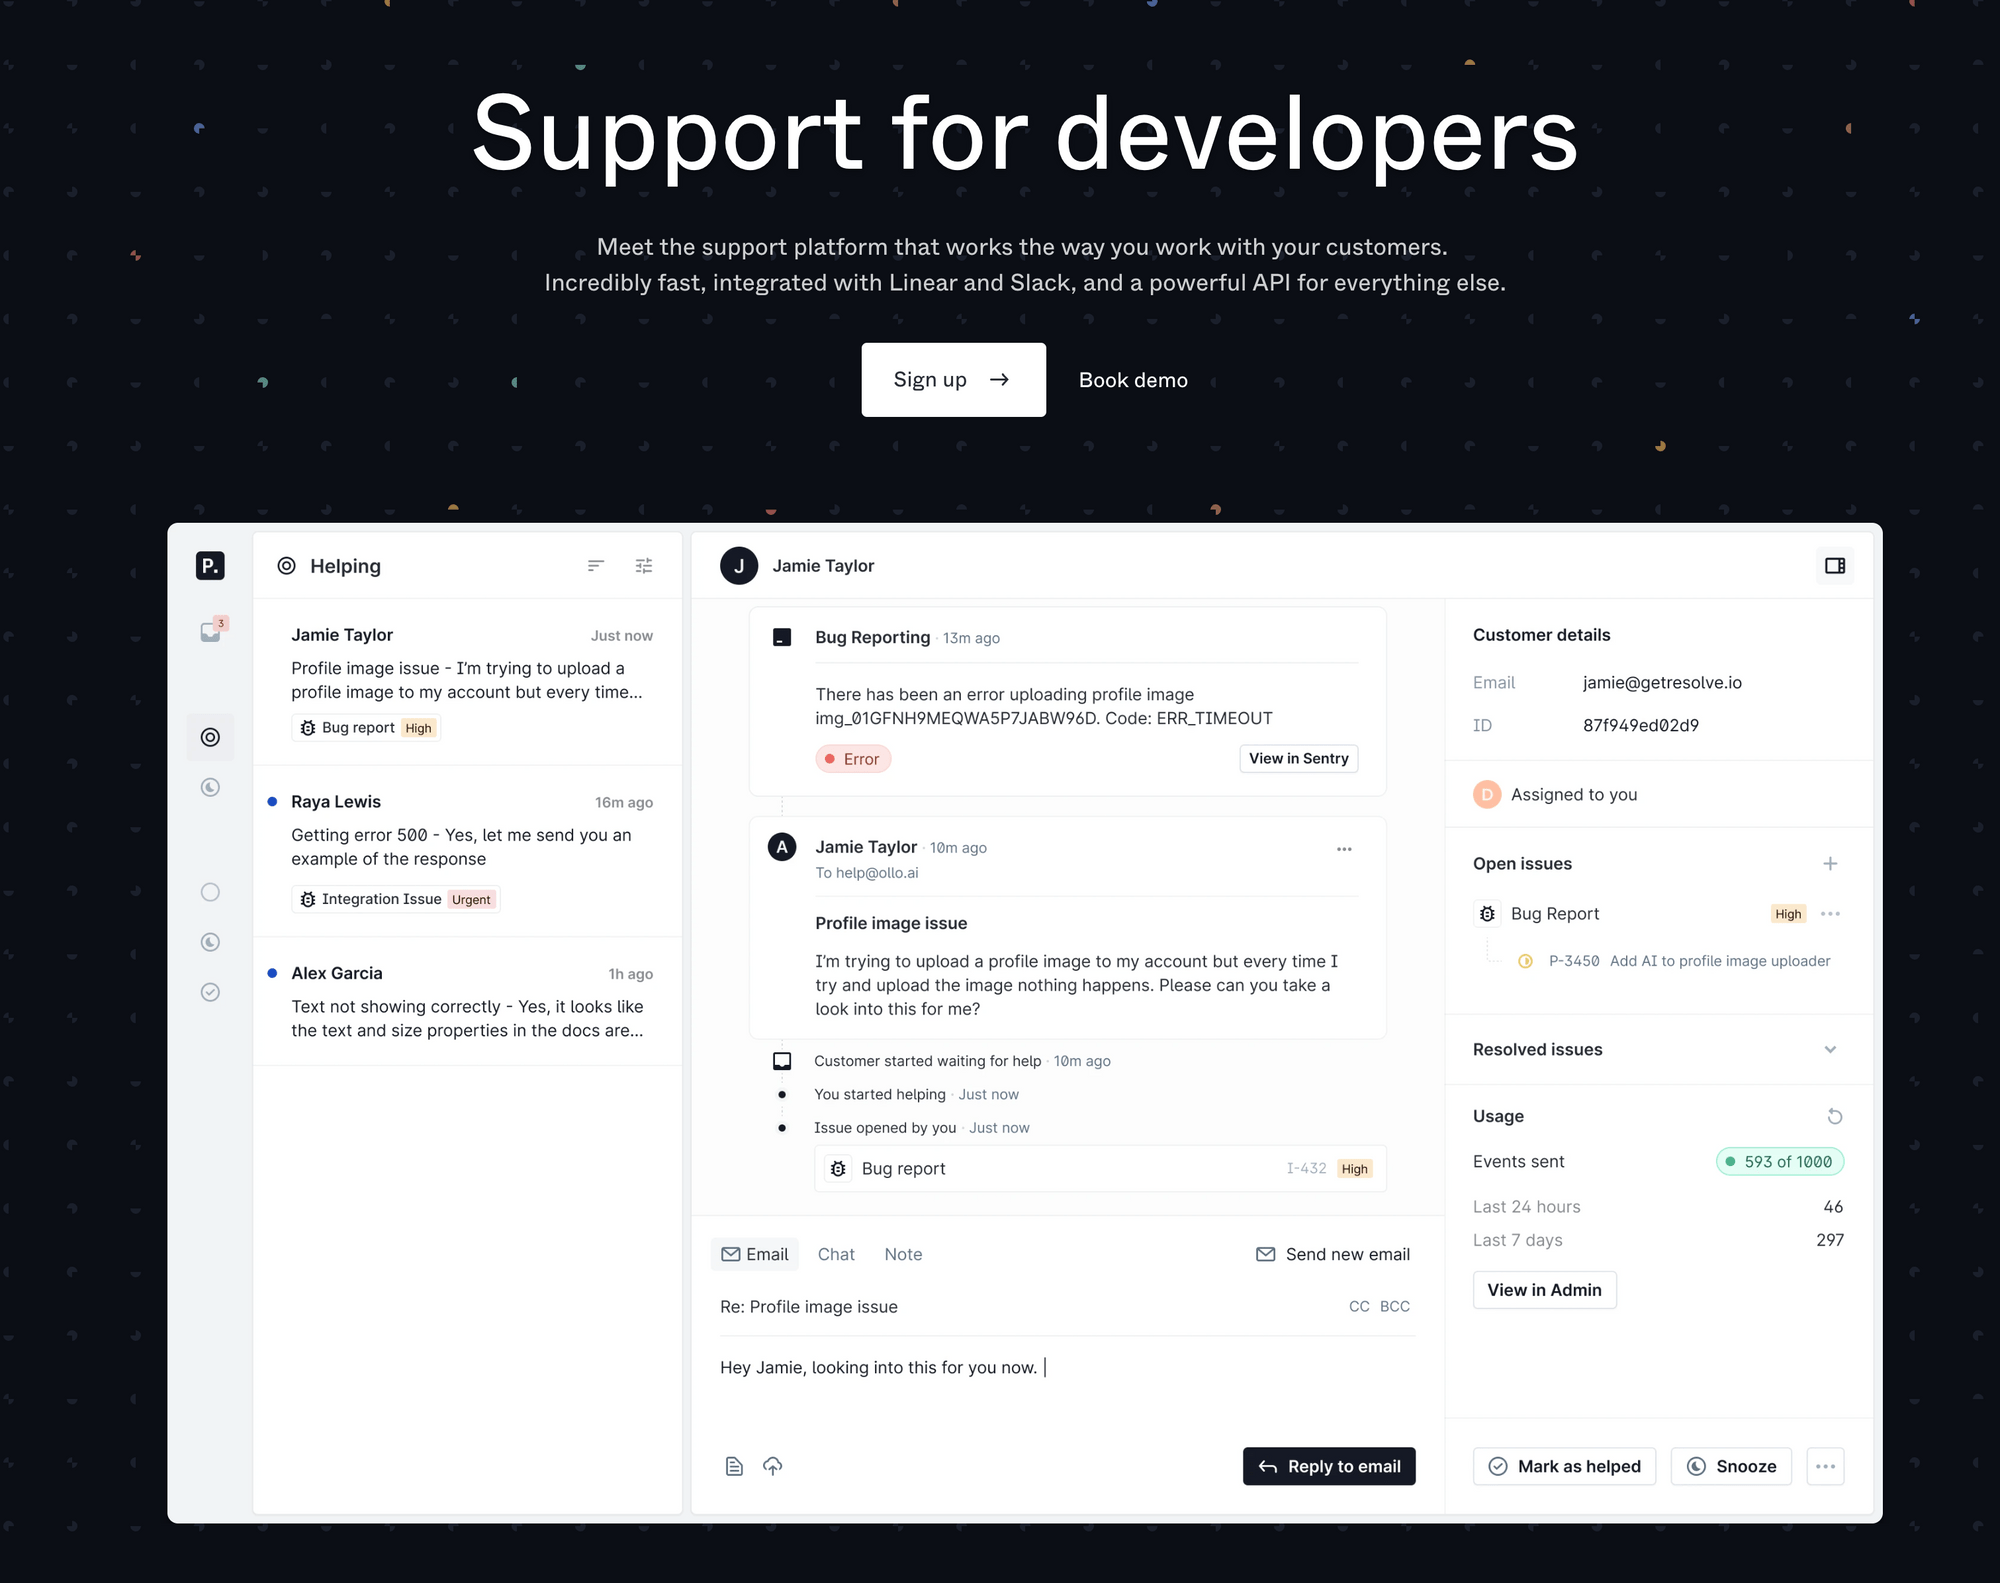 Support for developers
Meet the support platform that works the way you work with your customers.
Incredibly fast, integrated with Linear and Slack, and a powerful API for everything else.
Sign up →
Book demo
P.
3
Helping
Jamie Taylor
Just now
Profile image issue - I’m trying to upload a
profile image to my account but every time...
Bug report High
Raya Lewis
16m ago
Getting error 500 - Yes, let me send you an
example of the response
Integration Issue Urgent
Alex Garcia
1h ago
Text not showing correctly - Yes, it looks like
the text and size properties in the docs are...
J
Jamie Taylor
Bug Reporting · 13m ago
There has been an error uploading profile image
img_01GFNH9MEQWA5P7JABW96D. Code: ERR_TIMEOUT
Error
View in Sentry
A
Jamie Taylor · 10m ago
To help@ollo.ai
Profile image issue
I’m trying to upload a profile image to my account but every time I
try and upload the image nothing happens. Please can you take a
look into this for me?
Customer started waiting for help · 10m ago
You started helping · Just now
Issue opened by you · Just now
Bug report
I-432 High
Email Chat Note
Send new email
Re: Profile image issue
CC BCC
Hey Jamie, looking into this for you now.
Reply to email
Customer details
Email jamie@getresolve.io
ID 87f949ed02d9
D Assigned to you
Open issues
Bug Report High
P-3450 Add AI to profile image uploader
Resolved issues
Usage
Events sent 593 of 1000
Last 24 hours 46
Last 7 days 297
View in Admin
Mark as helped
Snooze